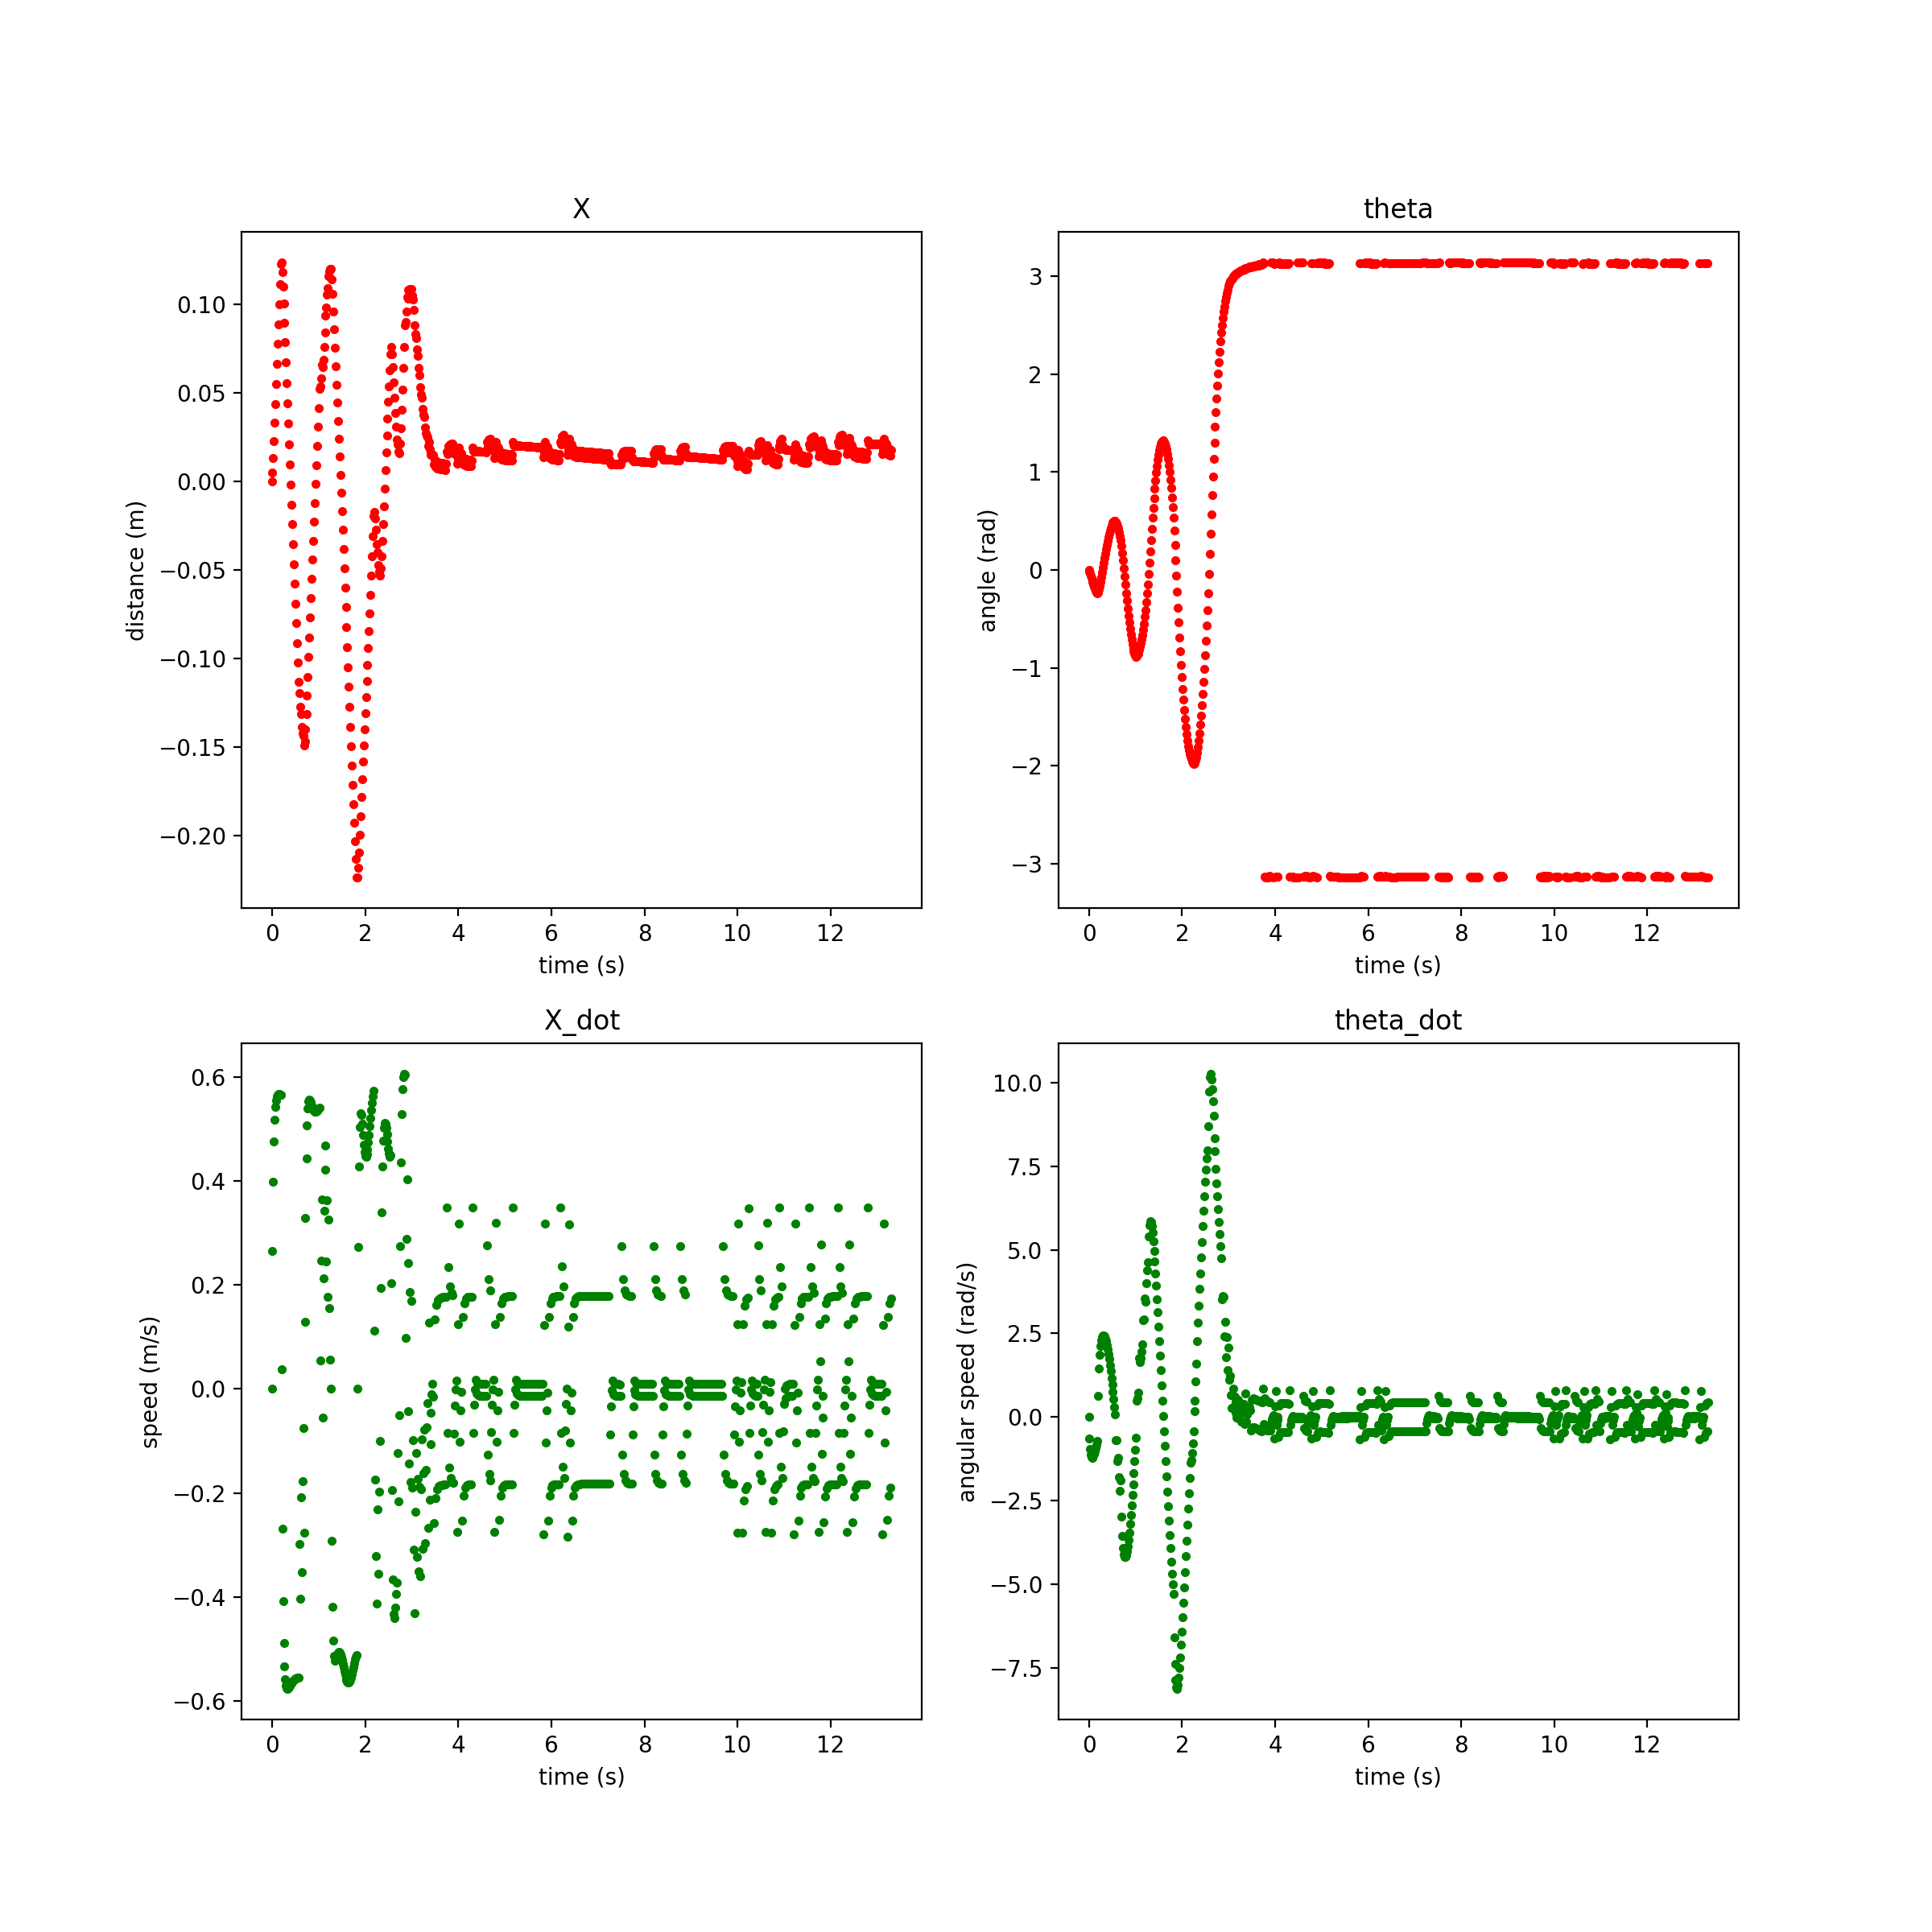 X
distance (m)
0.10
0.05
0.00
−0.05
−0.10
−0.15
−0.20
0 2 4 6 8 10 12
time (s)
theta
angle (rad)
3
2
1
0
−1
−2
−3
0 2 4 6 8 10 12
time (s)
X_dot
speed (m/s)
0.6
0.4
0.2
0.0
−0.2
−0.4
−0.6
0 2 4 6 8 10 12
time (s)
theta_dot
angular speed (rad/s)
10.0
7.5
5.0
2.5
0.0
−2.5
−5.0
−7.5
0 2 4 6 8 10 12
time (s)